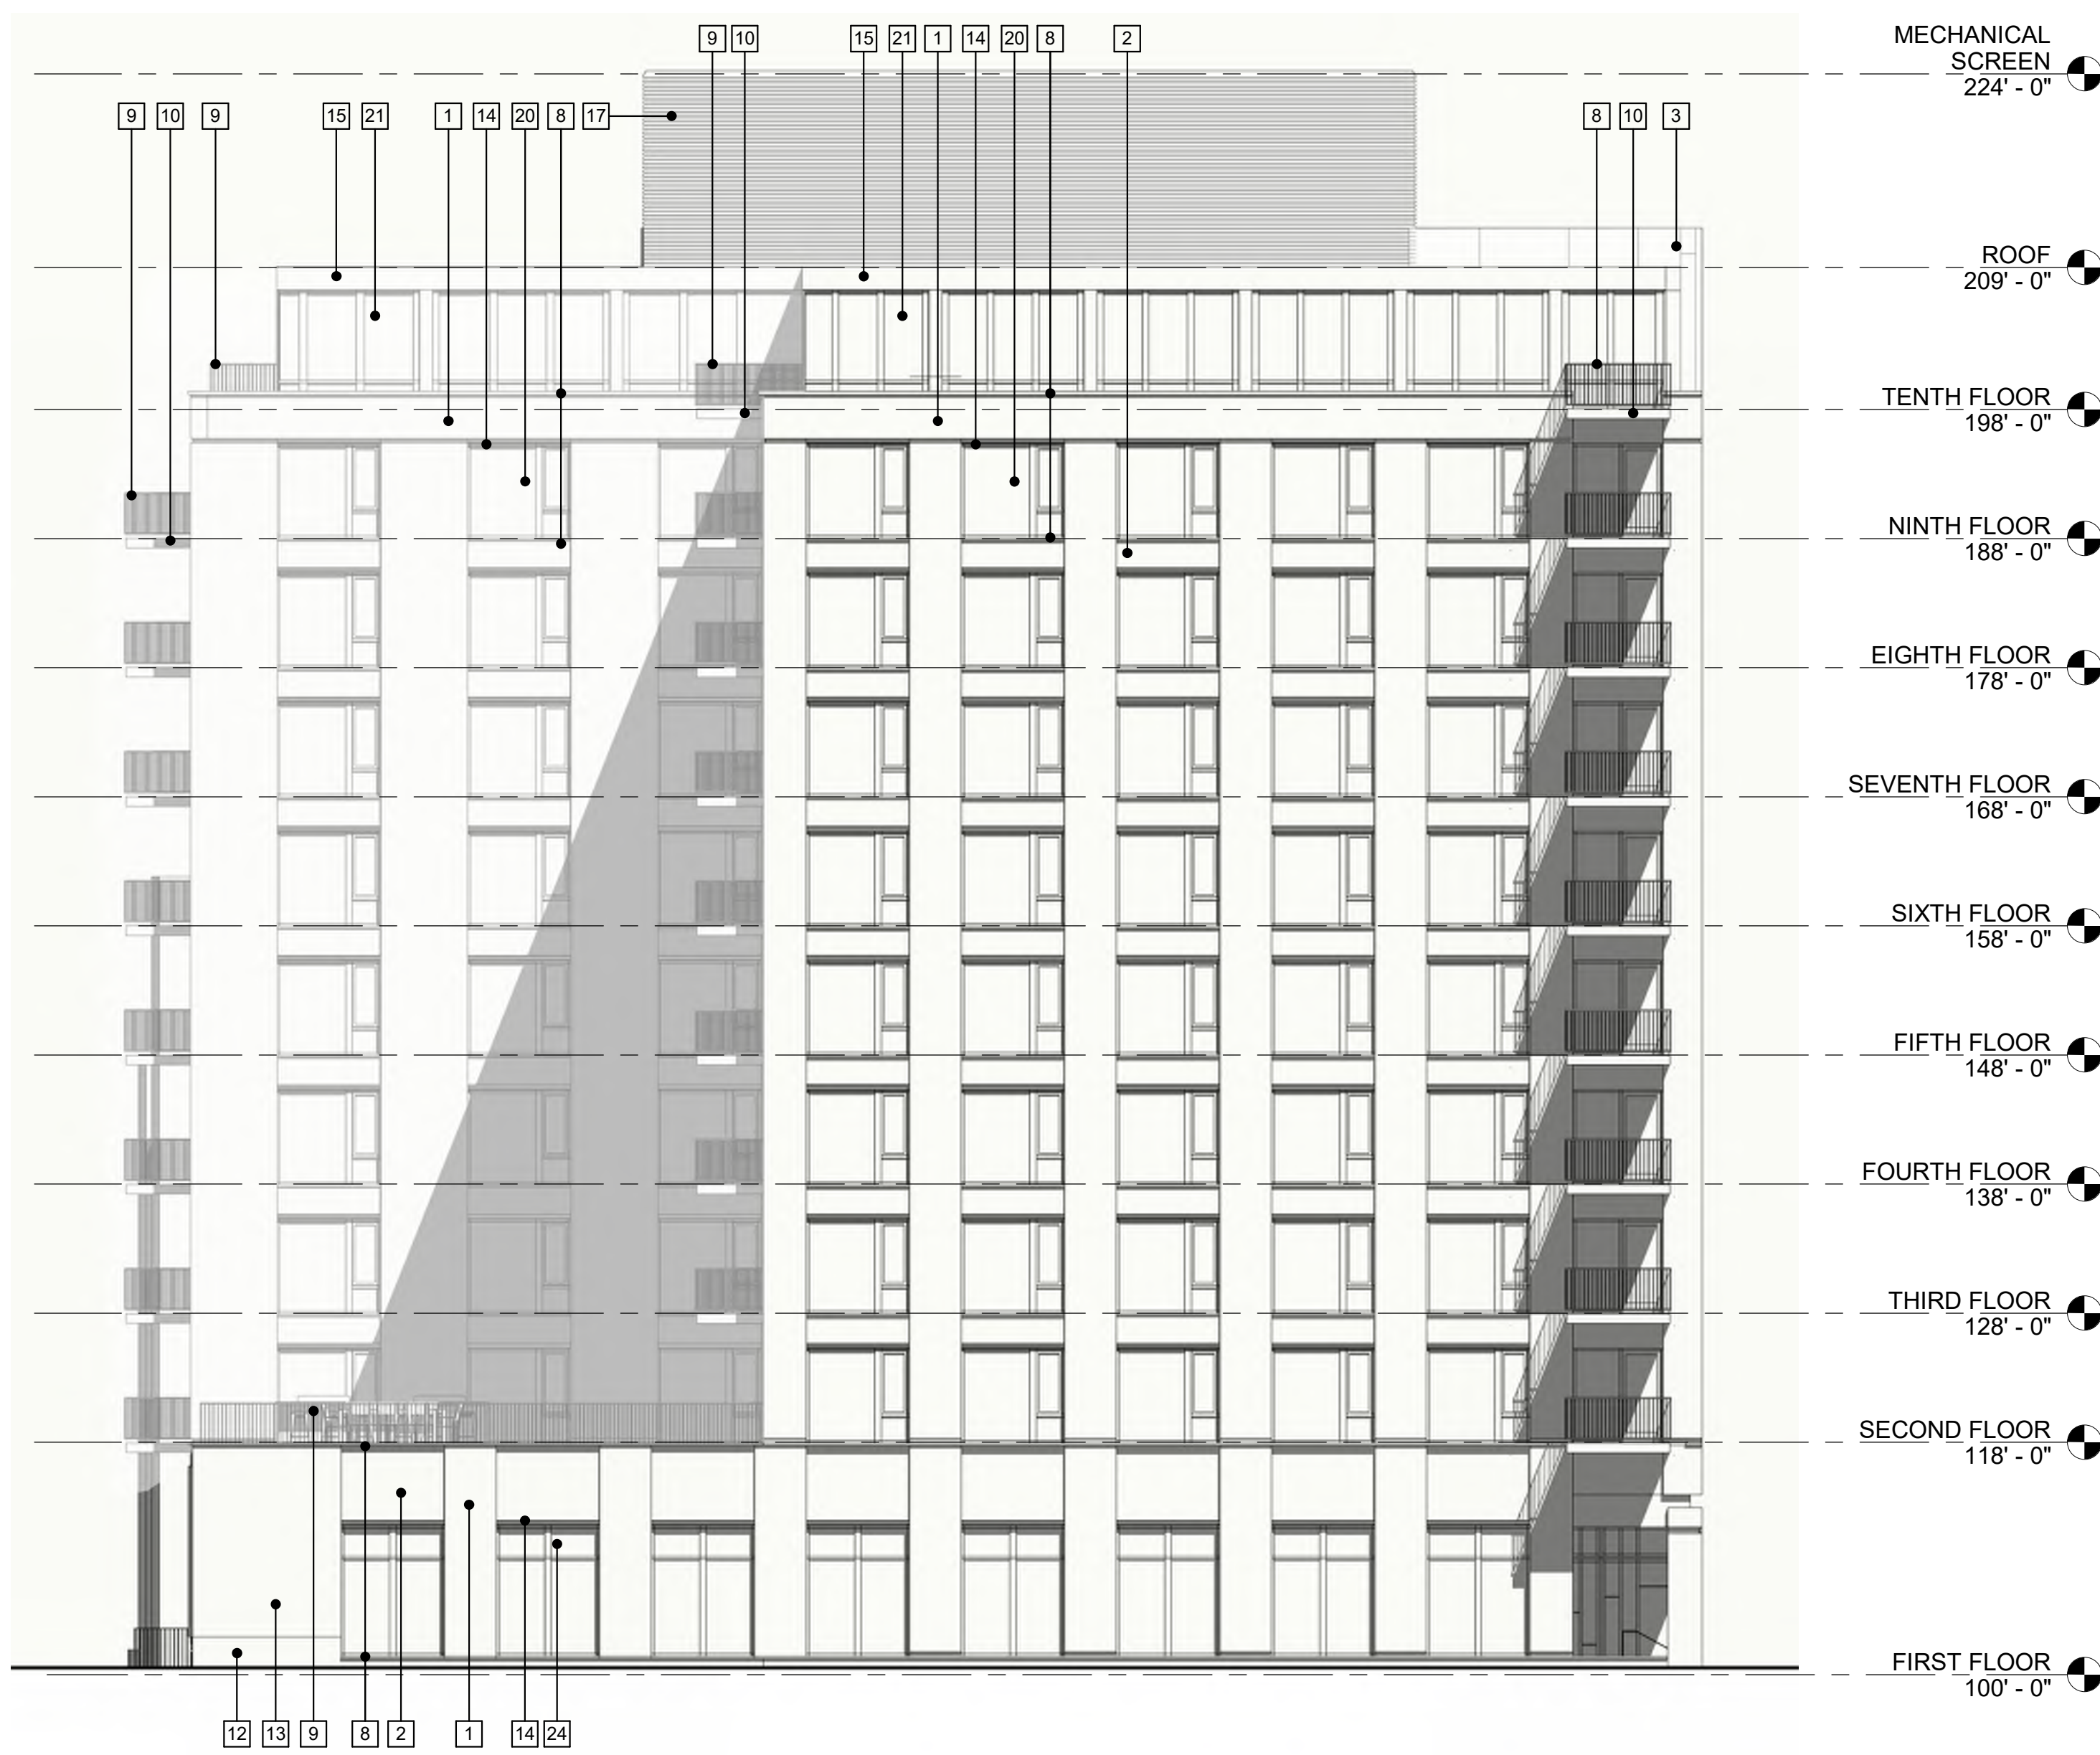 9 10 15 21 1 14 20 8 2
MECHANICAL
SCREEN
224' - 0"
9 10 9 15 21 1 14 20 8 17 8 10 3
ROOF
209' - 0"
TENTH FLOOR
198' - 0"
NINTH FLOOR
188' - 0"
EIGHTH FLOOR
178' - 0"
SEVENTH FLOOR
168' - 0"
SIXTH FLOOR
158' - 0"
FIFTH FLOOR
148' - 0"
FOURTH FLOOR
138' - 0"
THIRD FLOOR
128' - 0"
SECOND FLOOR
118' - 0"
FIRST FLOOR
100' - 0"
12 13 9 8 2 1 14 24